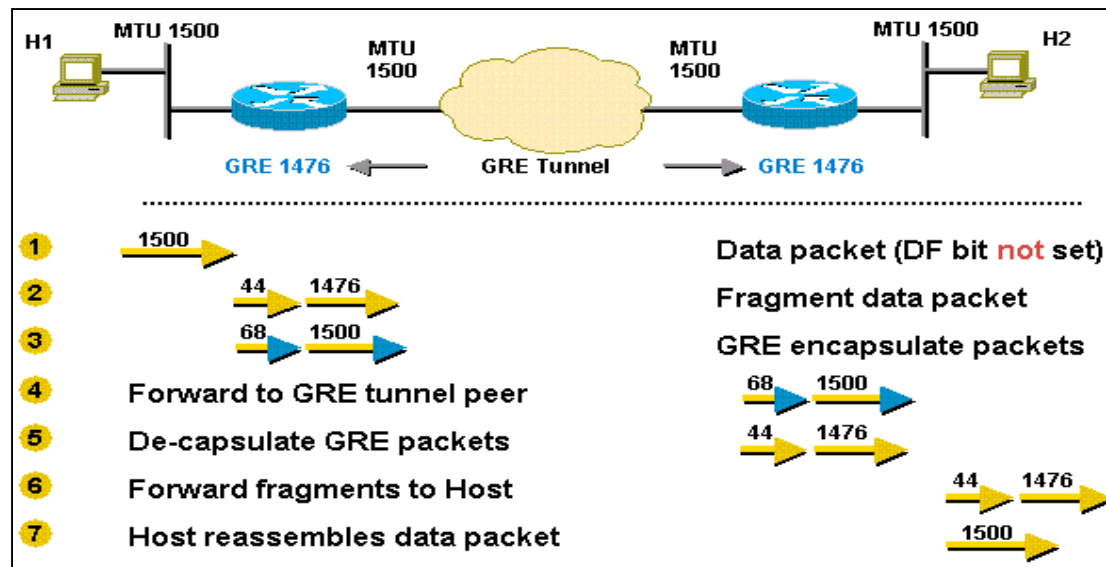 H1
MTU 1500
MTU
1500
MTU
1500
MTU 1500
H2
GRE 1476
GRE Tunnel
GRE 1476
1
1500
Data packet (DF bit not set)
2
44 1476
Fragment data packet
3
68 1500
GRE encapsulate packets
4
Forward to GRE tunnel peer
68 1500
5
De-capsulate GRE packets
44 1476
6
Forward fragments to Host
44 1476
7
Host reassembles data packet
1500